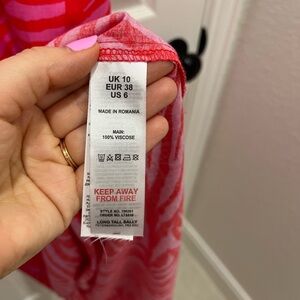 UK 10
EUR 38
US 6
MADE IN ROMANIA
MAIN:
100% VISCOSE
KEEP AWAY
FROM FIRE
LONG TALL SALLY